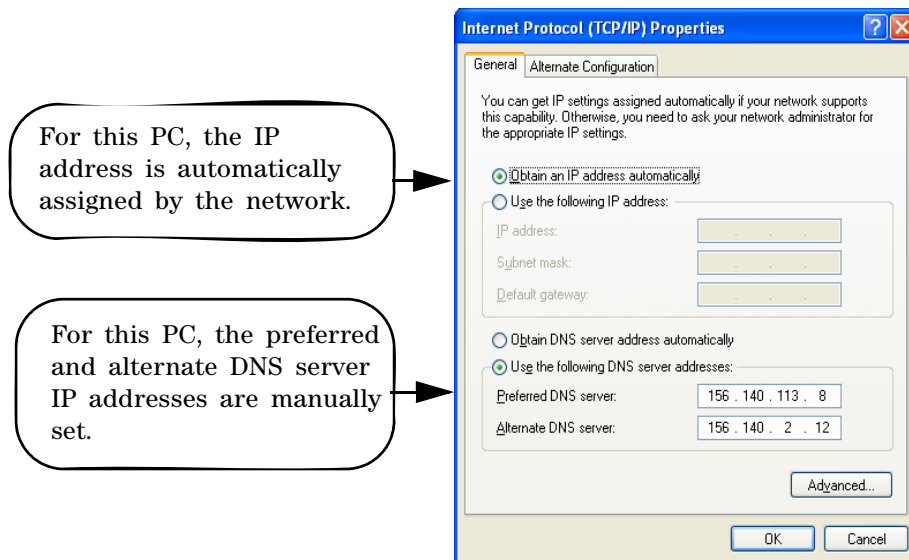 Internet Protocol (TCP/IP) Properties
General
Alternate Configuration
You can get IP settings assigned automatically if your network supports
this capability. Otherwise, you need to ask your network administrator for
the appropriate IP settings.
For this PC, the IP
address is automatically
assigned by the network.
Obtain an IP address automatically
Use the following IP address:
IP address:
Subnet mask:
Default gateway:
For this PC, the preferred
and alternate DNS server
IP addresses are manually
set.
Obtain DNS server address automatically
Use the following DNS server addresses:
Preferred DNS server: 156 . 140 . 113 . 8
Alternate DNS server: 156 . 140 . 2 . 12
Advanced...
OK
Cancel